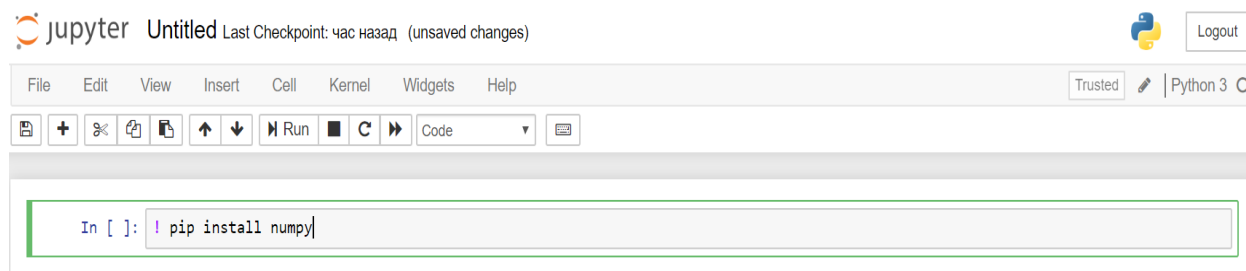 jupyter Untitled Last Checkpoint: час назад (unsaved changes)
Logout
File Edit View Insert Cell Kernel Widgets Help
Trusted Python 3
Run Code
In [ ]: ! pip install numpy